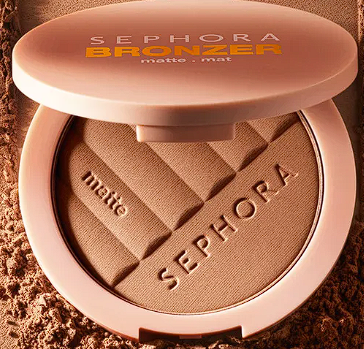 SEPHORA
BRONZER
matte . mat
matte
SEPHORA